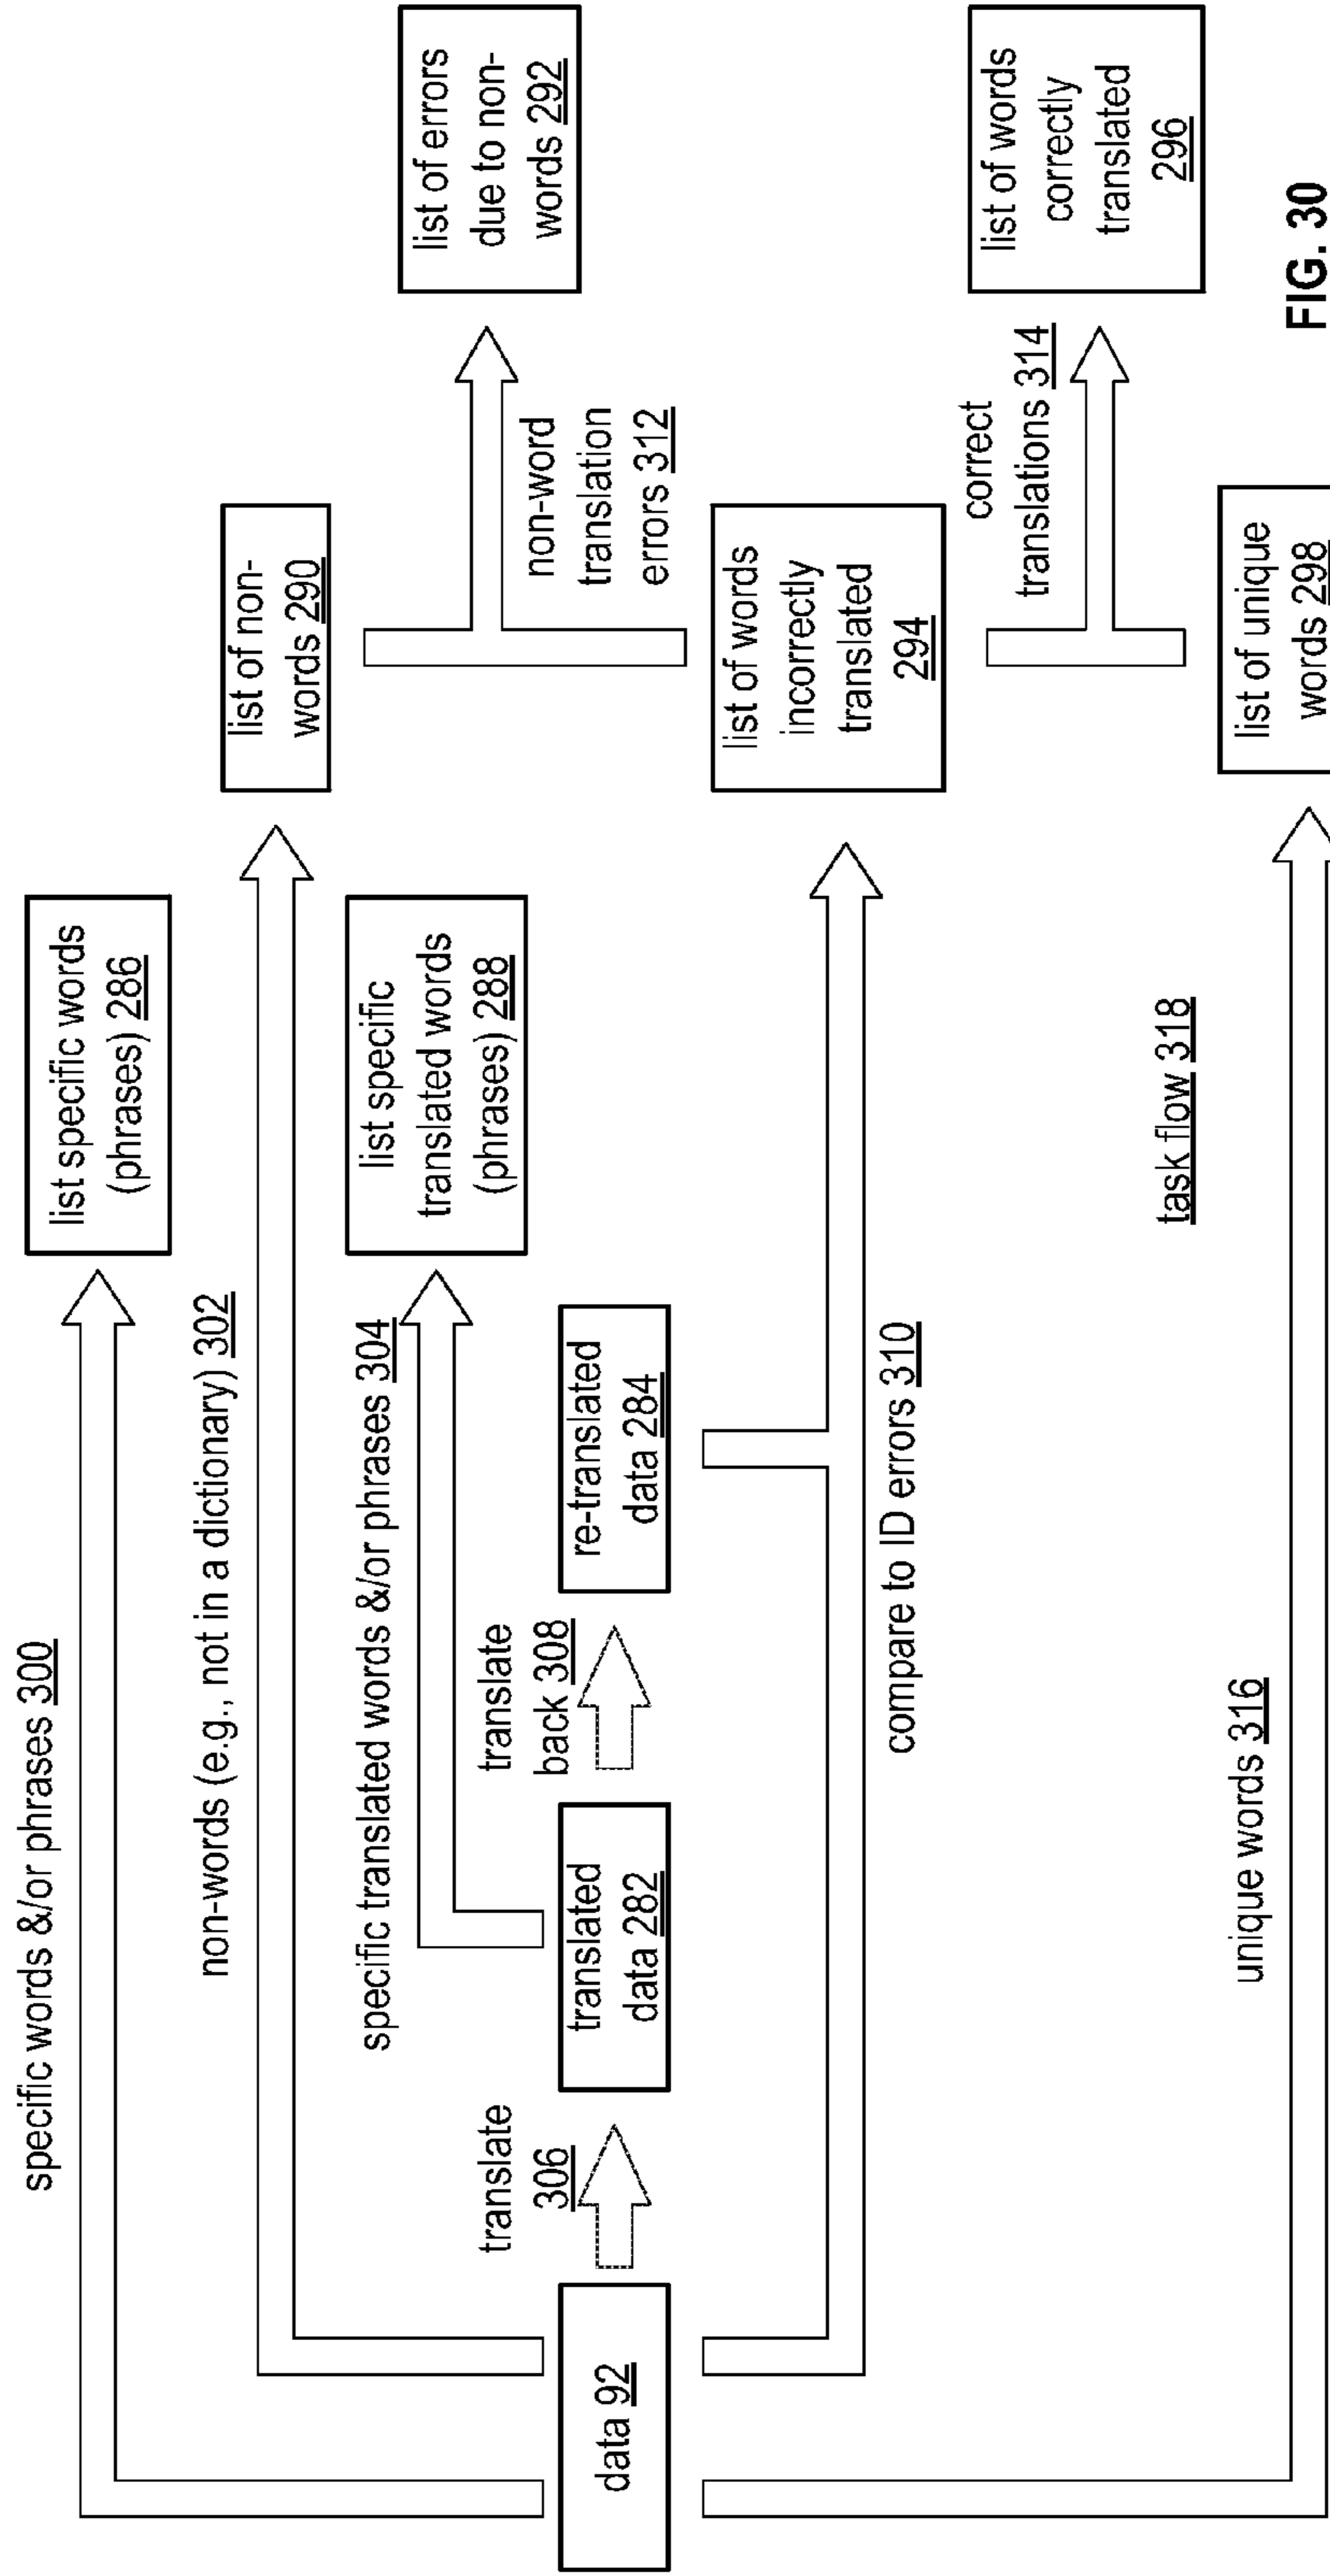 specific words &/or phrases 300
list specific words
(phrases) 286
non-words (e.g., not in a dictionary) 302
list of non-
words 290
specific translated words &/or phrases 304
list specific
translated words
(phrases) 288
list of errors
due to non-
words 292
non-word
translation
errors 312
data 92
translate
306
translated
data 282
translate
back 308
re-translated
data 284
list of words
incorrectly
translated
294
compare to ID errors 310
correct
translations 314
list of words
correctly
translated
296
task flow 318
unique words 316
list of unique
words 298
FIG. 30